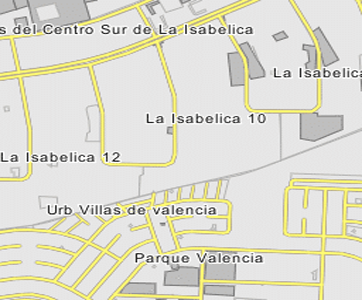 s del Centro Sur de La Isabelica
La Isabelica
La Isabelica 10
La Isabelica 12
Urb Villas de valencia
Parque Valencia